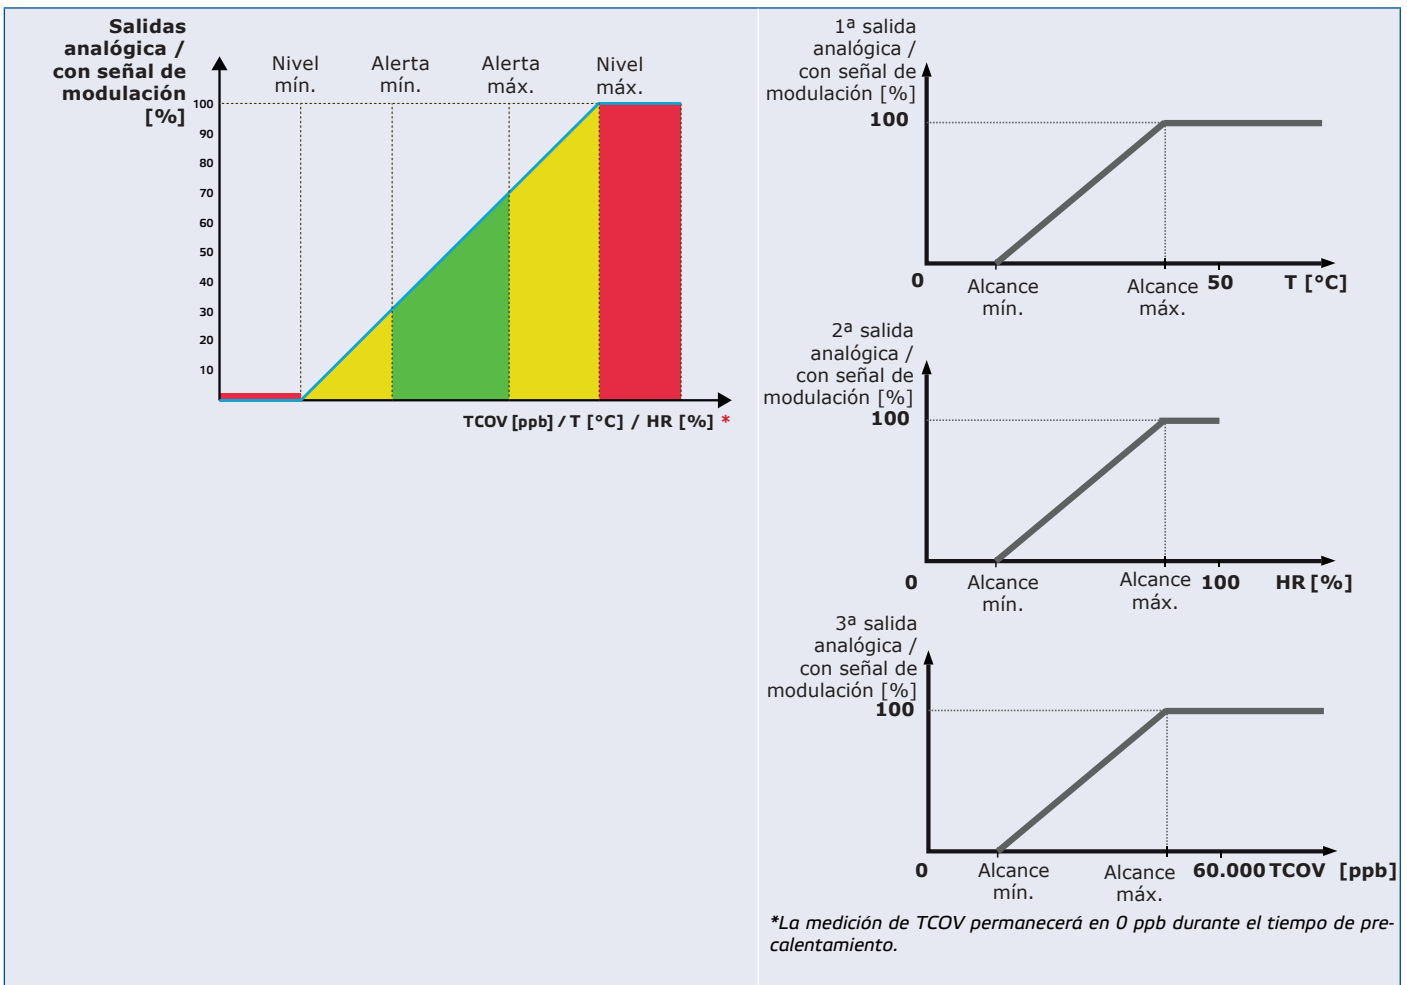 Salidas
analógica /
con señal de
modulación
[%]
Nivel
mín.
Alerta
mín.
Alerta
máx.
Nivel
máx.
100
90
80
70
60
50
40
30
20
10
TCOV [ppb] / T [°C] / HR [%] *
1ª salida
analógica /
con señal de
modulación [%]
100
0
Alcance
mín.
Alcance
máx.
50
T [°C]
2ª salida
analógica /
con señal de
modulación [%]
100
0
Alcance
mín.
Alcance
máx.
100
HR [%]
3ª salida
analógica /
con señal de
modulación [%]
100
0
Alcance
mín.
Alcance
máx.
60.000
TCOV [ppb]
*La medición de TCOV permanecerá en 0 ppb durante el tiempo de pre-
calentamiento.